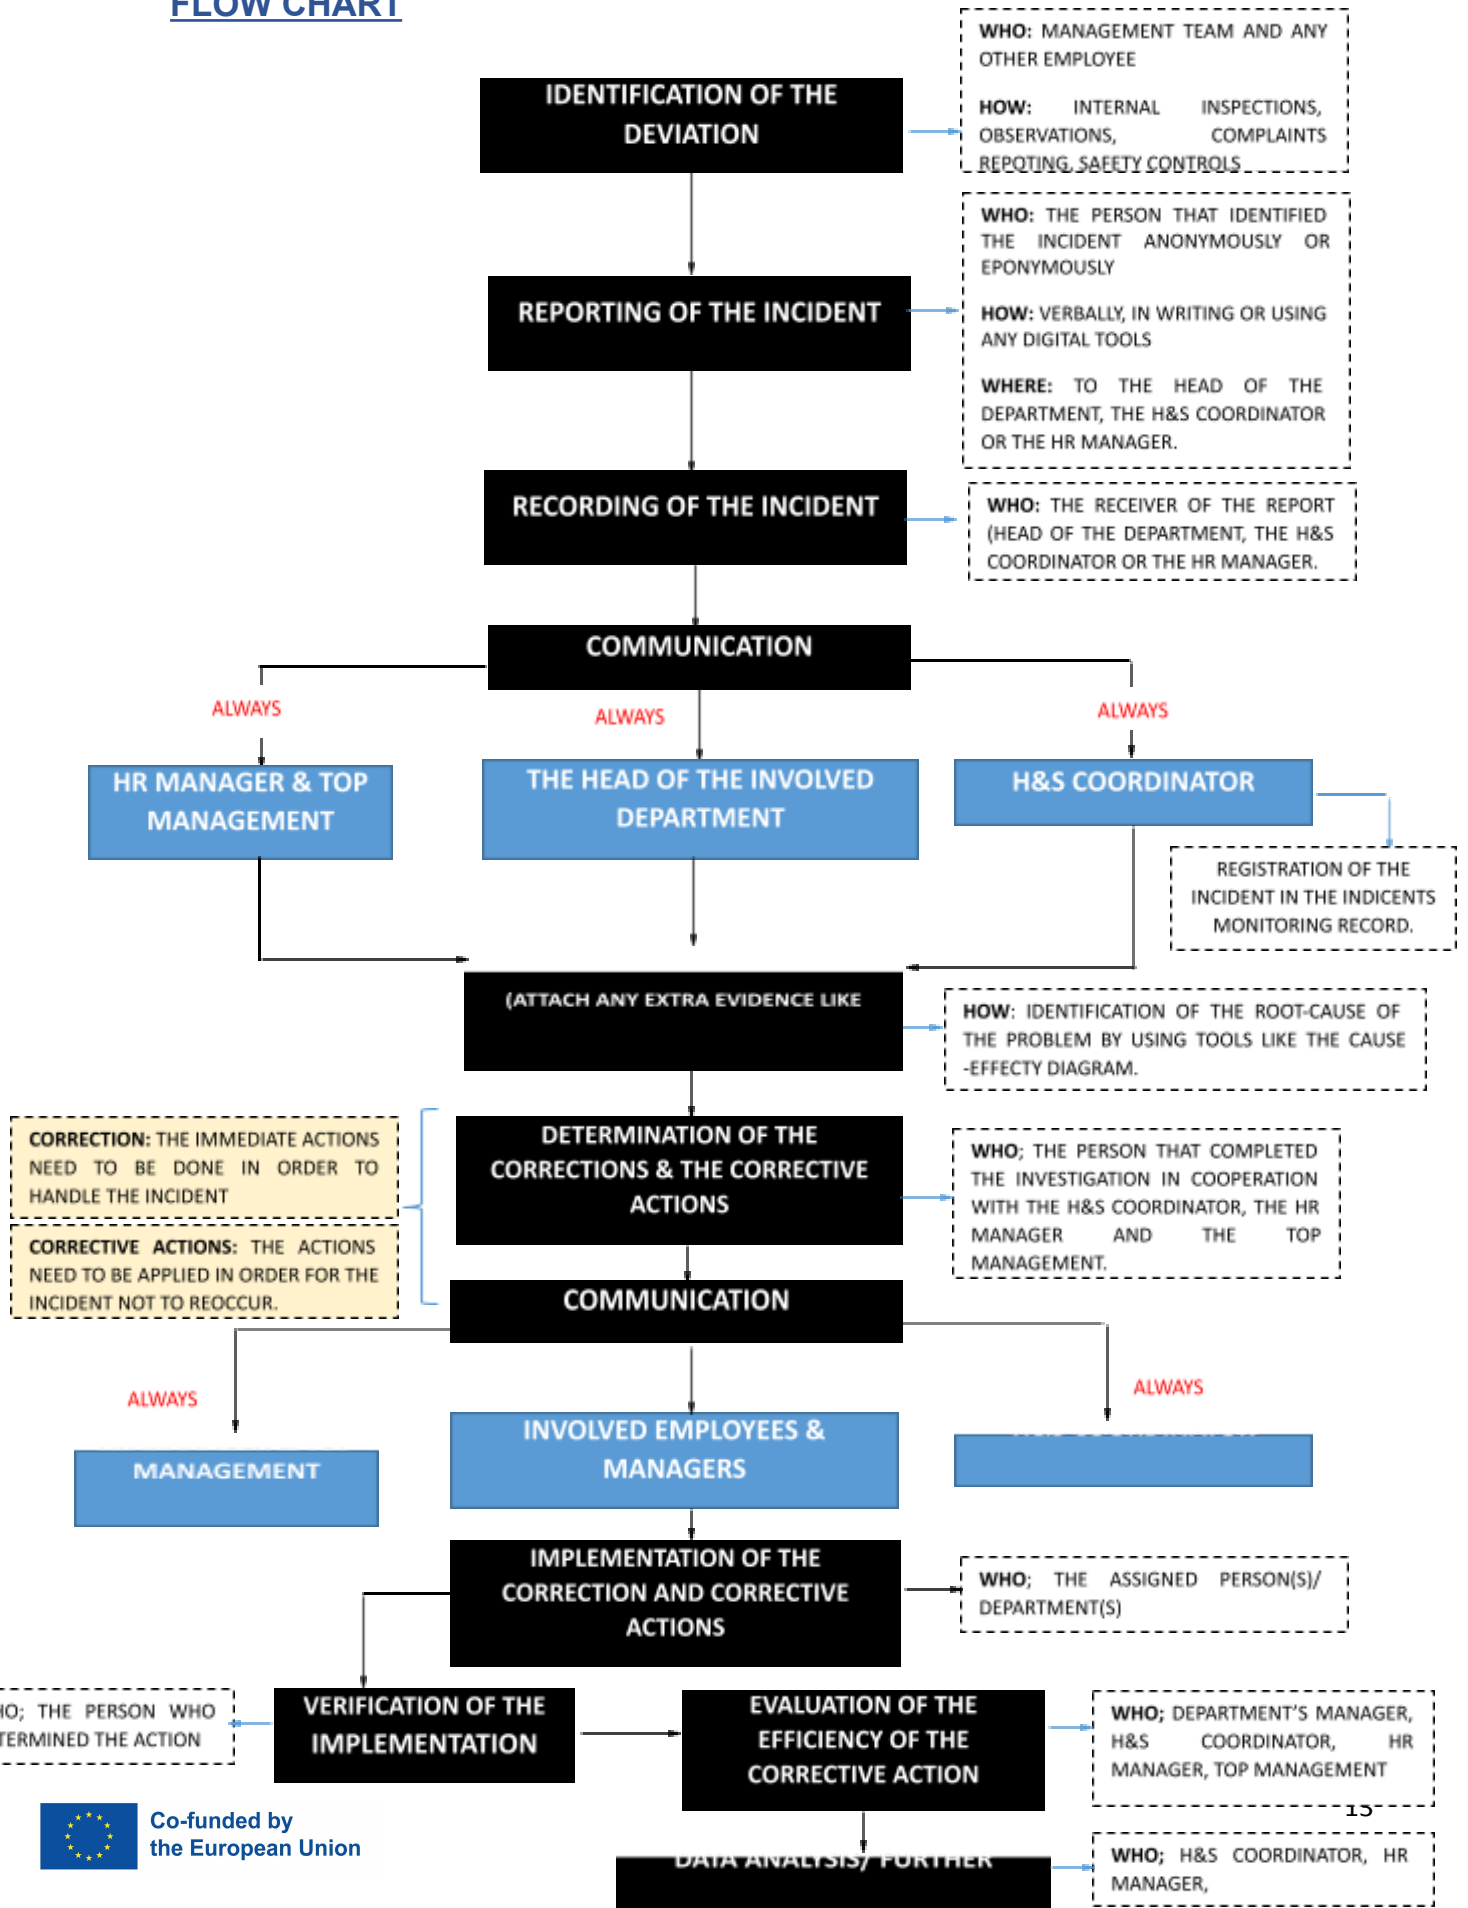 FLOW CHART
WHO: MANAGEMENT TEAM AND ANY
OTHER EMPLOYEE
HOW: INTERNAL INSPECTIONS,
OBSERVATIONS, COMPLAINTS
REPOTING, SAFETY CONTROLS
IDENTIFICATION OF THE
DEVIATION
WHO: THE PERSON THAT IDENTIFIED
THE INCIDENT ANONYMOUSLY OR
EPONYMOUSLY
HOW: VERBALLY, IN WRITING OR USING
ANY DIGITAL TOOLS
WHERE: TO THE HEAD OF THE
DEPARTMENT, THE H&S COORDINATOR
OR THE HR MANAGER.
REPORTING OF THE INCIDENT
RECORDING OF THE INCIDENT
WHO: THE RECEIVER OF THE REPORT
(HEAD OF THE DEPARTMENT, THE H&S
COORDINATOR OR THE HR MANAGER.
COMMUNICATION
ALWAYS
ALWAYS
ALWAYS
HR MANAGER & TOP
MANAGEMENT
THE HEAD OF THE INVOLVED
DEPARTMENT
H&S COORDINATOR
REGISTRATION OF THE
INCIDENT IN THE INDICENTS
MONITORING RECORD.
(ATTACH ANY EXTRA EVIDENCE LIKE
HOW: IDENTIFICATION OF THE ROOT-CAUSE OF
THE PROBLEM BY USING TOOLS LIKE THE CAUSE
-EFFECTY DIAGRAM.
CORRECTION: THE IMMEDIATE ACTIONS
NEED TO BE DONE IN ORDER TO
HANDLE THE INCIDENT
CORRECTIVE ACTIONS: THE ACTIONS
NEED TO BE APPLIED IN ORDER FOR THE
INCIDENT NOT TO REOCCUR.
DETERMINATION OF THE
CORRECTIONS & THE CORRECTIVE
ACTIONS
WHO; THE PERSON THAT COMPLETED
THE INVESTIGATION IN COOPERATION
WITH THE H&S COORDINATOR, THE HR
MANAGER AND THE TOP
MANAGEMENT.
COMMUNICATION
ALWAYS
ALWAYS
MANAGEMENT
INVOLVED EMPLOYEES &
MANAGERS
IMPLEMENTATION OF THE
CORRECTION AND CORRECTIVE
ACTIONS
WHO; THE ASSIGNED PERSON(S)/
DEPARTMENT(S)
HO; THE PERSON WHO
TERMINED THE ACTION
VERIFICATION OF THE
IMPLEMENTATION
EVALUATION OF THE
EFFICIENCY OF THE
CORRECTIVE ACTION
WHO; DEPARTMENT'S MANAGER,
H&S COORDINATOR, HR
MANAGER, TOP MANAGEMENT
Co-funded by
the European Union
DATA ANALYSIS/ FURTHER
WHO; H&S COORDINATOR, HR
MANAGER,